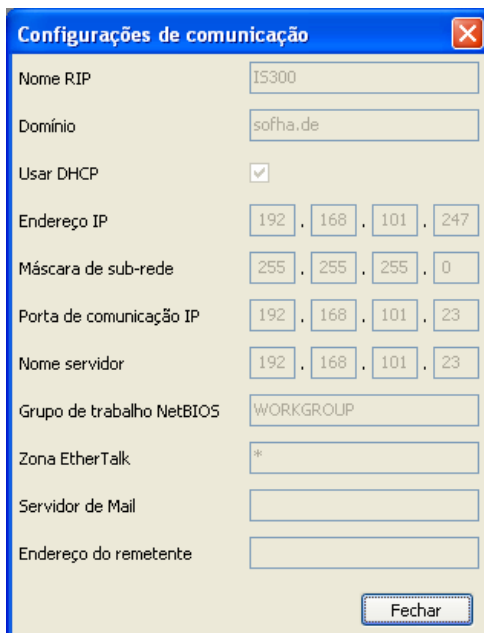 Configurações de comunicação
Nome RIP IS300
Domínio sofha.de
Usar DHCP
Endereço IP 192 . 168 . 101 . 247
Máscara de sub-rede 255 . 255 . 255 . 0
Porta de comunicação IP 192 . 168 . 101 . 23
Nome servidor 192 . 168 . 101 . 23
Grupo de trabalho NetBIOS WORKGROUP
Zona EtherTalk *
Servidor de Mail
Endereço do remetente
Fechar